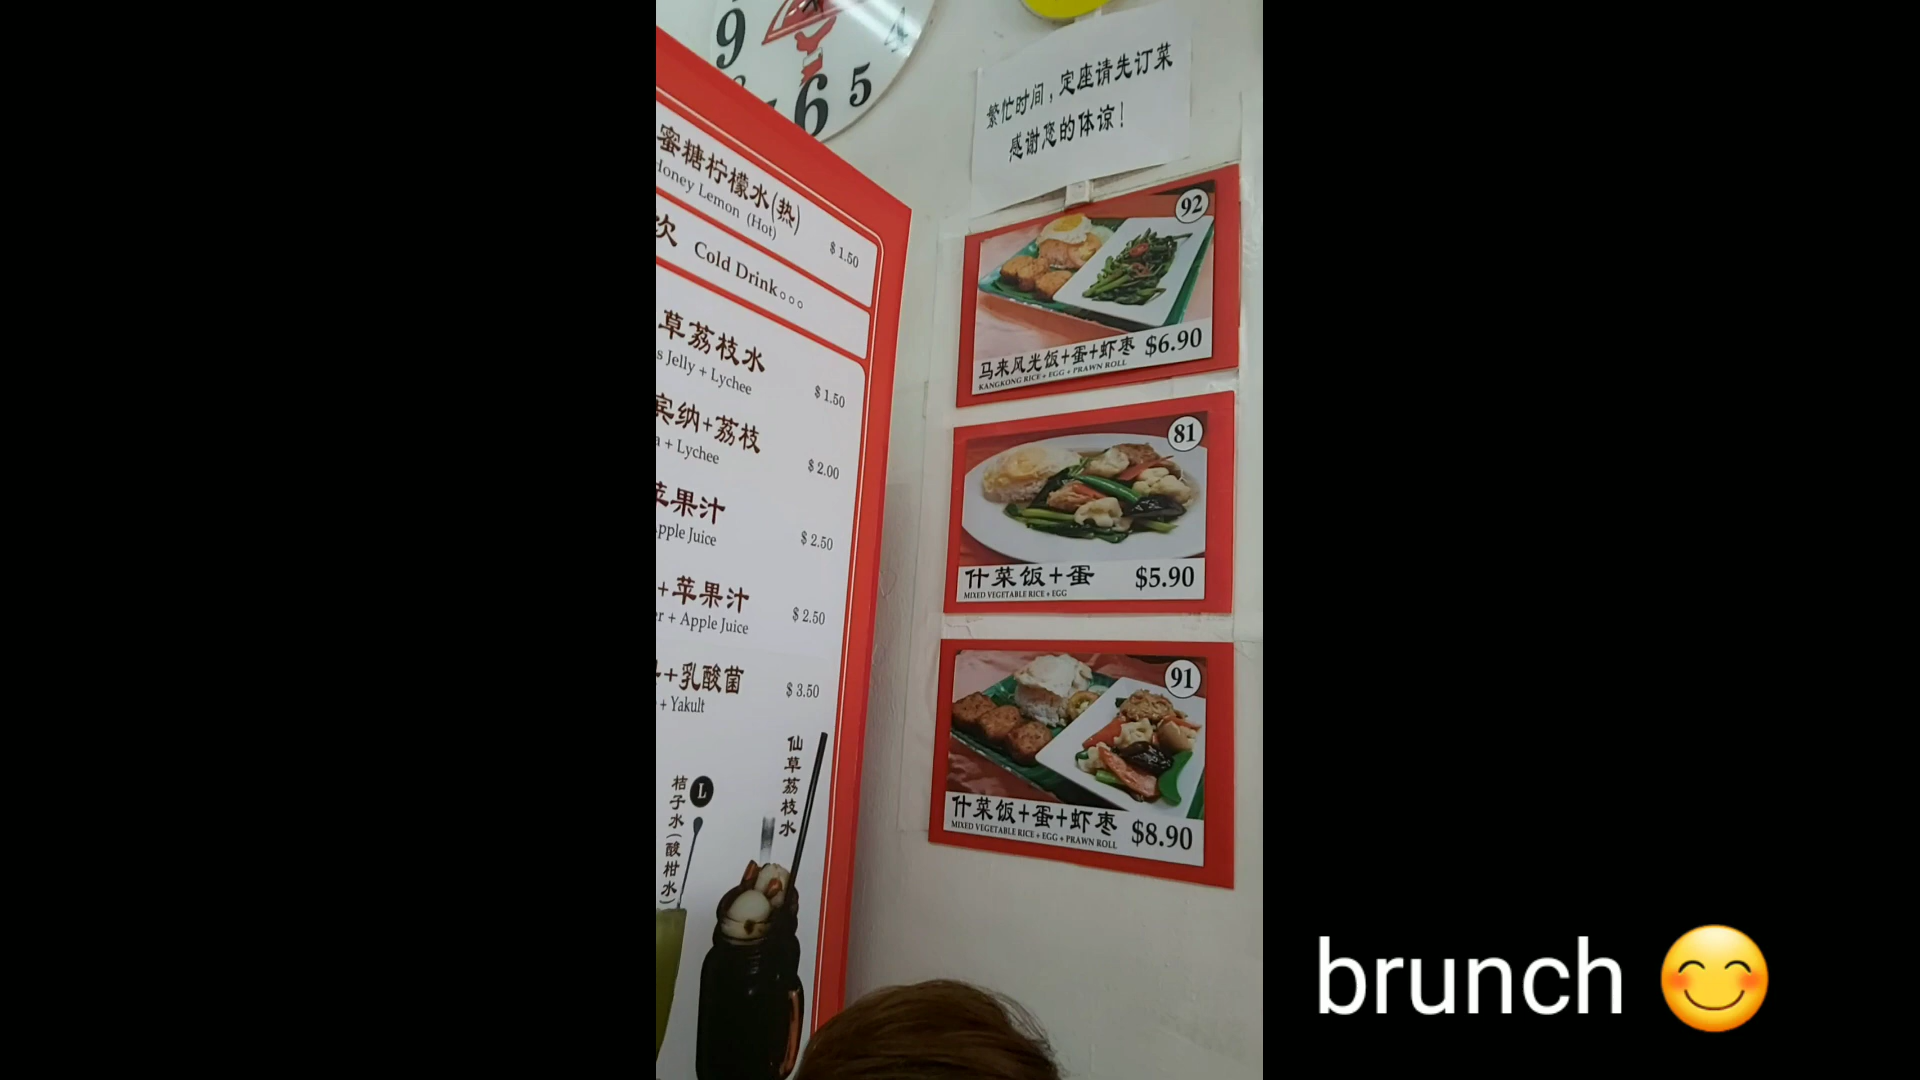 9
6
5
4
蜜糖柠檬水(热)
Honey Lemon (Hot)
$1.50
Cold Drink
草荔枝水
s Jelly + Lychee
$1.50
宾纳+荔枝
a + Lychee
$2.00
苹果汁
Apple Juice
$2.50
+苹果汁
er + Apple Juice
$2.50
+乳酸菌
+ Yakult
$3.50
仙草荔枝水
桔子水(酸柑水)
L
繁忙时间,定座请先订菜
感谢您的体谅!
92
马来风光饭+蛋+虾枣 $6.90
KANGKONG RICE + EGG + PRAWN ROLL
81
什菜饭+蛋 $5.90
MIXED VEGETABLE RICE + EGG
91
什菜饭+蛋+虾枣 $8.90
MIXED VEGETABLE RICE + EGG + PRAWN ROLL
brunch 😊